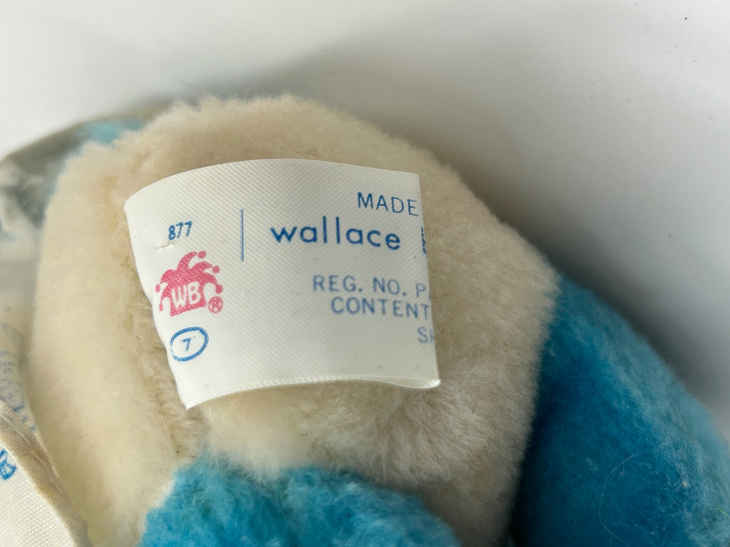 MADE
877
wallace
WB®
REG. NO. P
CONTENT
7